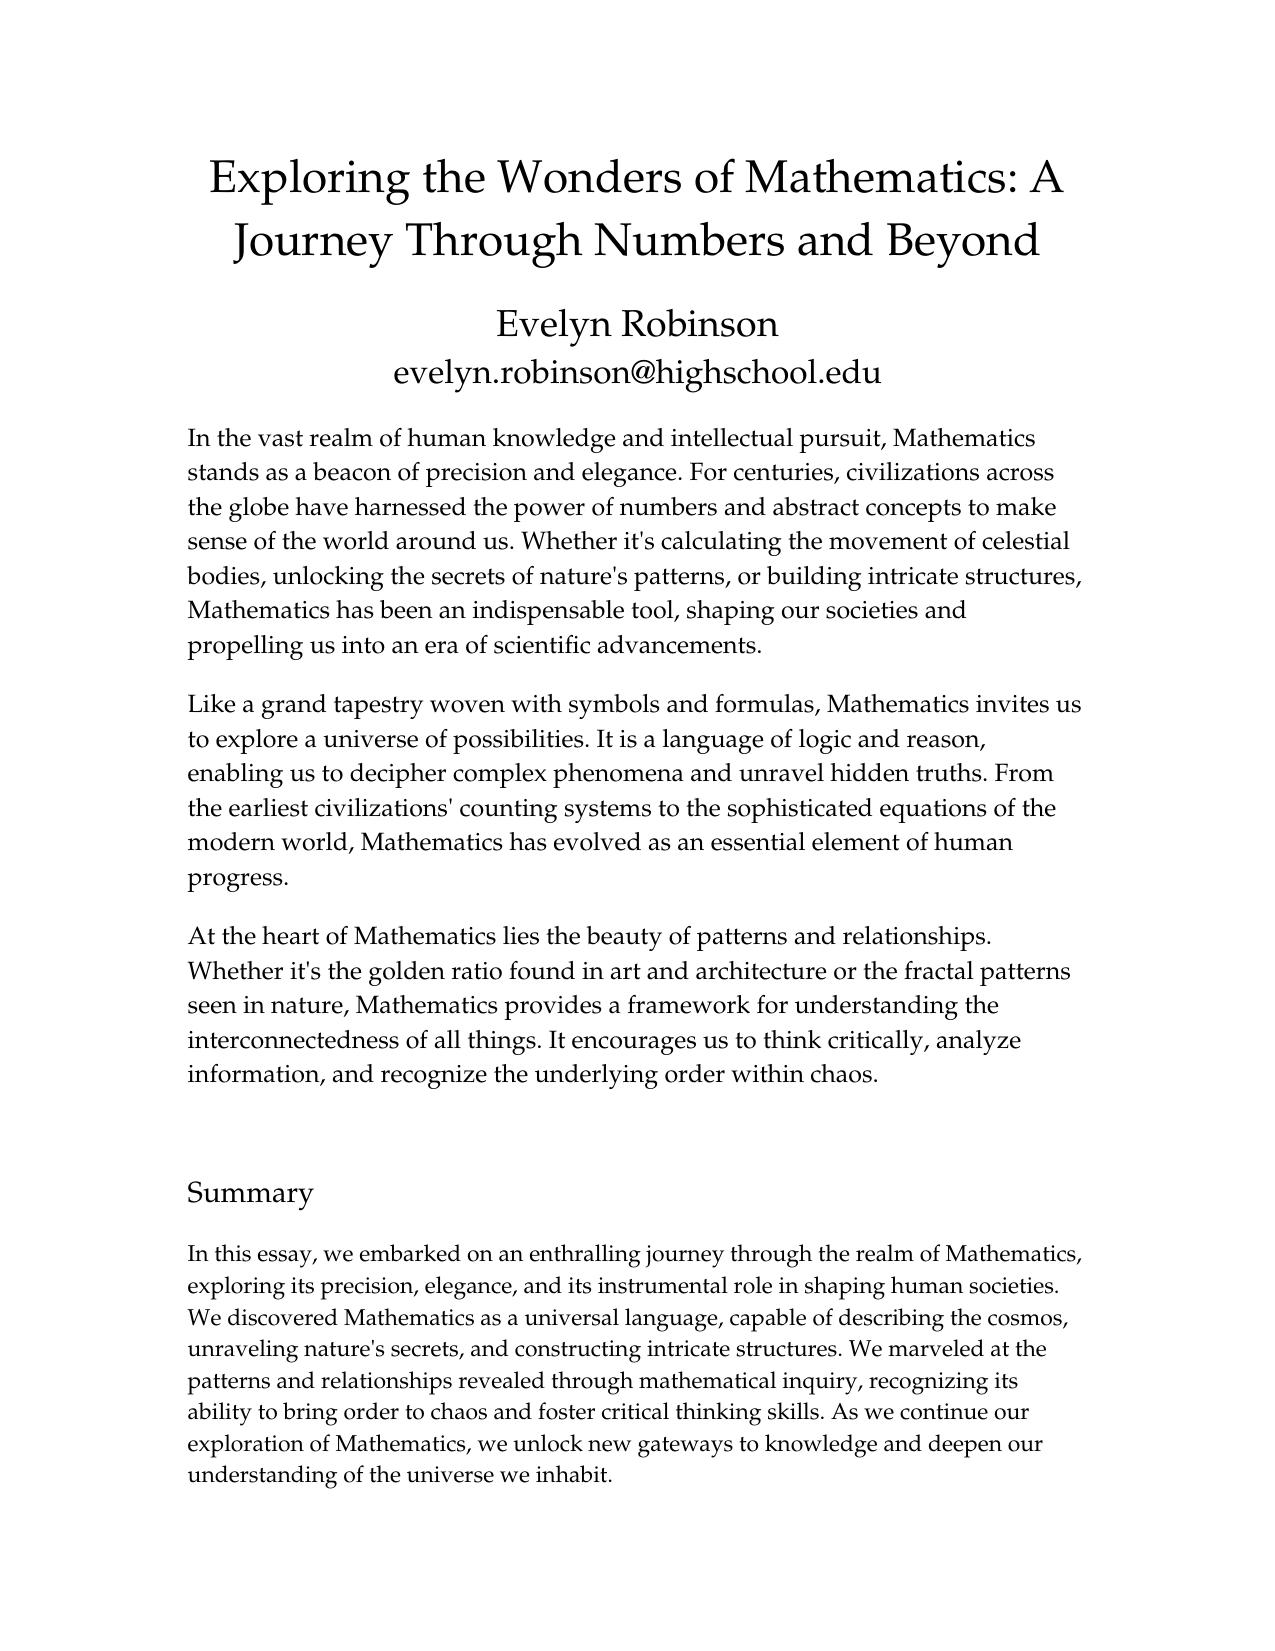 Exploring the Wonders of Mathematics: A
Journey Through Numbers and Beyond
Evelyn Robinson
evelyn.robinson@highschool.edu
In the vast realm of human knowledge and intellectual pursuit, Mathematics
stands as a beacon of precision and elegance. For centuries, civilizations across
the globe have harnessed the power of numbers and abstract concepts to make
sense of the world around us. Whether it's calculating the movement of celestial
bodies, unlocking the secrets of nature's patterns, or building intricate structures,
Mathematics has been an indispensable tool, shaping our societies and
propelling us into an era of scientific advancements.
Like a grand tapestry woven with symbols and formulas, Mathematics invites us
to explore a universe of possibilities. It is a language of logic and reason,
enabling us to decipher complex phenomena and unravel hidden truths. From
the earliest civilizations' counting systems to the sophisticated equations of the
modern world, Mathematics has evolved as an essential element of human
progress.
At the heart of Mathematics lies the beauty of patterns and relationships.
Whether it's the golden ratio found in art and architecture or the fractal patterns
seen in nature, Mathematics provides a framework for understanding the
interconnectedness of all things. It encourages us to think critically, analyze
information, and recognize the underlying order within chaos.
Summary
In this essay, we embarked on an enthralling journey through the realm of Mathematics,
exploring its precision, elegance, and its instrumental role in shaping human societies.
We discovered Mathematics as a universal language, capable of describing the cosmos,
unraveling nature's secrets, and constructing intricate structures. We marveled at the
patterns and relationships revealed through mathematical inquiry, recognizing its
ability to bring order to chaos and foster critical thinking skills. As we continue our
exploration of Mathematics, we unlock new gateways to knowledge and deepen our
understanding of the universe we inhabit.